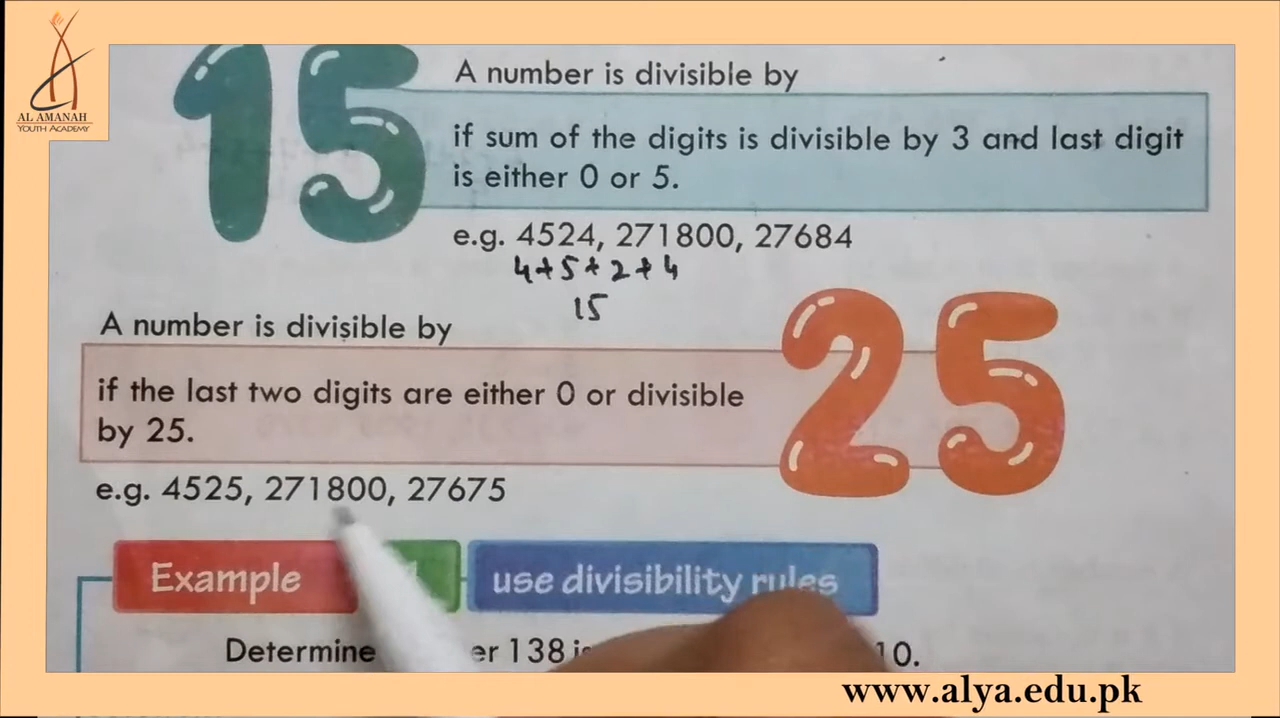 AL AMANAH
YOUTH ACADEMY
15
A number is divisible by
if sum of the digits is divisible by 3 and last digit
is either 0 or 5.
e.g. 4524, 271800, 27684
4+5+2+4
15
A number is divisible by
25
if the last two digits are either 0 or divisible
by 25.
e.g. 4525, 271800, 27675
Example
use divisibility rules
Determine 138 10.
www.alya.edu.pk